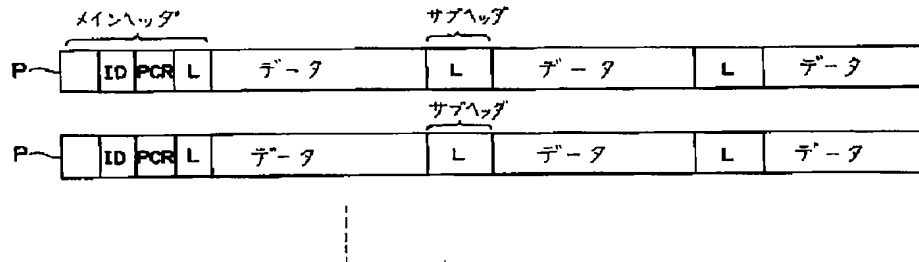 メインヘッダ サブヘッダ
P ID PCR L データ L データ L データ
サブヘッダ
P ID PCR L データ L データ L データ